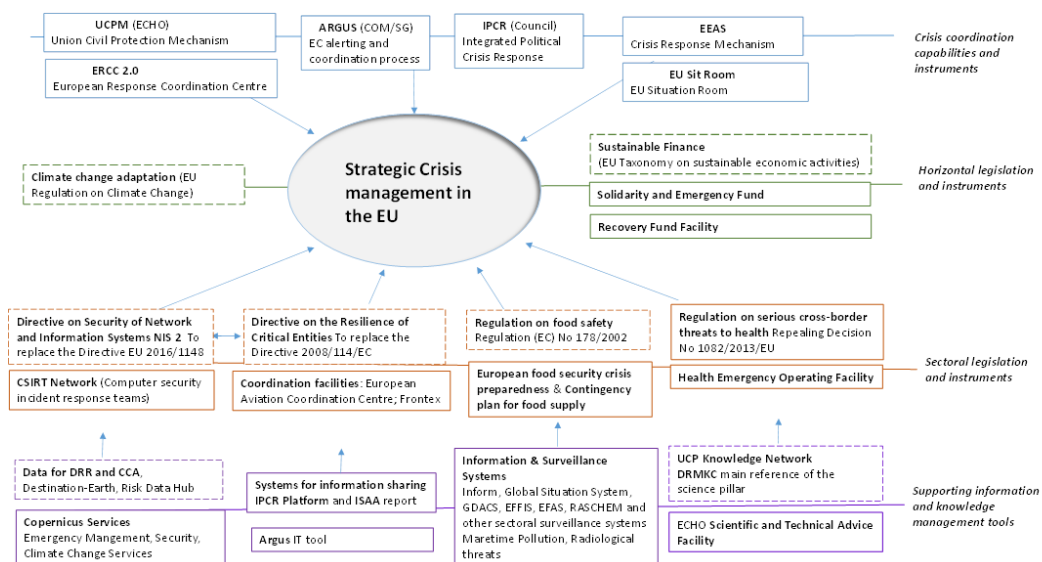 UCPM (ECHO)
Union Civil Protection Mechanism
ARGUS (COM/SG)
EC alerting and
coordination process
IPCR (Council)
Integrated Political
Crisis Response
EEAS
Crisis Response Mechanism
Crisis coordination
capabilities and
instruments
ERCC 2.0
European Response Coordination Centre
EU Sit Room
EU Situation Room
Strategic Crisis
management in
the EU
Climate change adaptation (EU
Regulation on Climate Change)
Sustainable Finance
(EU Taxonomy on sustainable economic activities)
Solidarity and Emergency Fund
Recovery Fund Facility
Horizontal legislation
and instruments
Directive on Security of Network
and Information Systems NIS 2 To
replace the Directive EU 2016/1148
Directive on the Resilience of
Critical Entities To replace the
Directive 2008/114/EC
Regulation on food safety
Regulation (EC) No 178/2002
Regulation on serious cross-border
threats to health Repealing Decision
No 1082/2013/EU
CSIRT Network (Computer security
incident response teams)
Coordination facilities: European
Aviation Coordination Centre; Frontex
European food security crisis
preparedness & Contingency
plan for food supply
Health Emergency Operating Facility
Sectoral legislation
and instruments
Data for DRR and CCA,
Destination-Earth, Risk Data Hub
Systems for information sharing
IPCR Platform and ISAA report
Information & Surveillance
Systems
Inform, Global Situation System,
GDACS, EFFIS, EFAS, RASCHEM and
other sectoral surveillance systems
Maretime Pollution, Radiological
threats
UCP Knowledge Network
DRMKC main reference of the
science pillar
Copernicus Services
Emergency Mangement, Security,
Climate Change Services
Argus IT tool
ECHO Scientific and Technical Advice
Facility
Supporting information
and knowledge
management tools